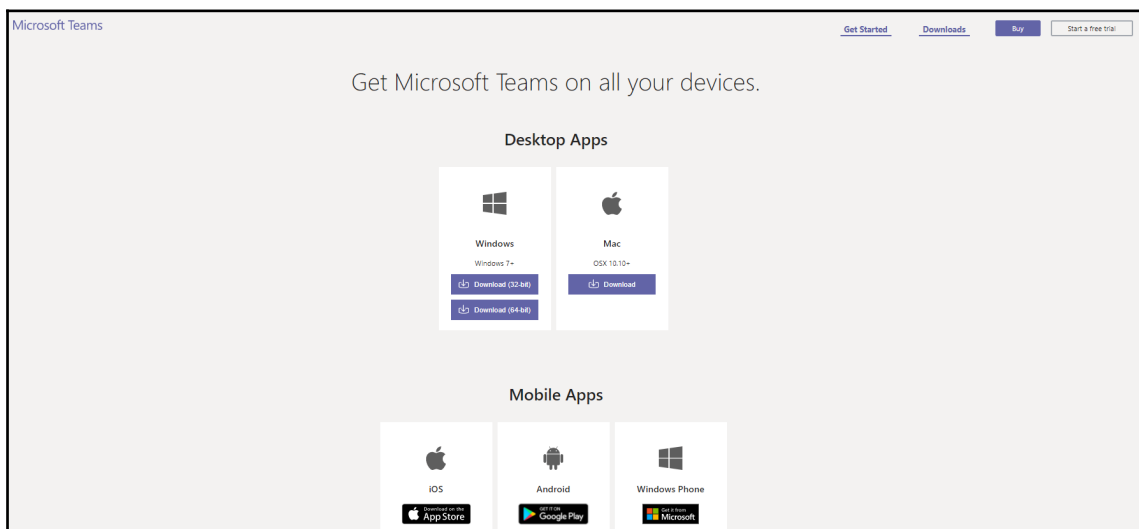 Microsoft Teams
Get Started Downloads Buy Start a free trial
Get Microsoft Teams on all your devices.
Desktop Apps
Windows Mac
Windows 7+ OSX 10.10+
Download (32-bit) Download
Download (64-bit)
Mobile Apps
iOS Android Windows Phone
Download on the GET IT ON Get it from
App Store Google Play Microsoft